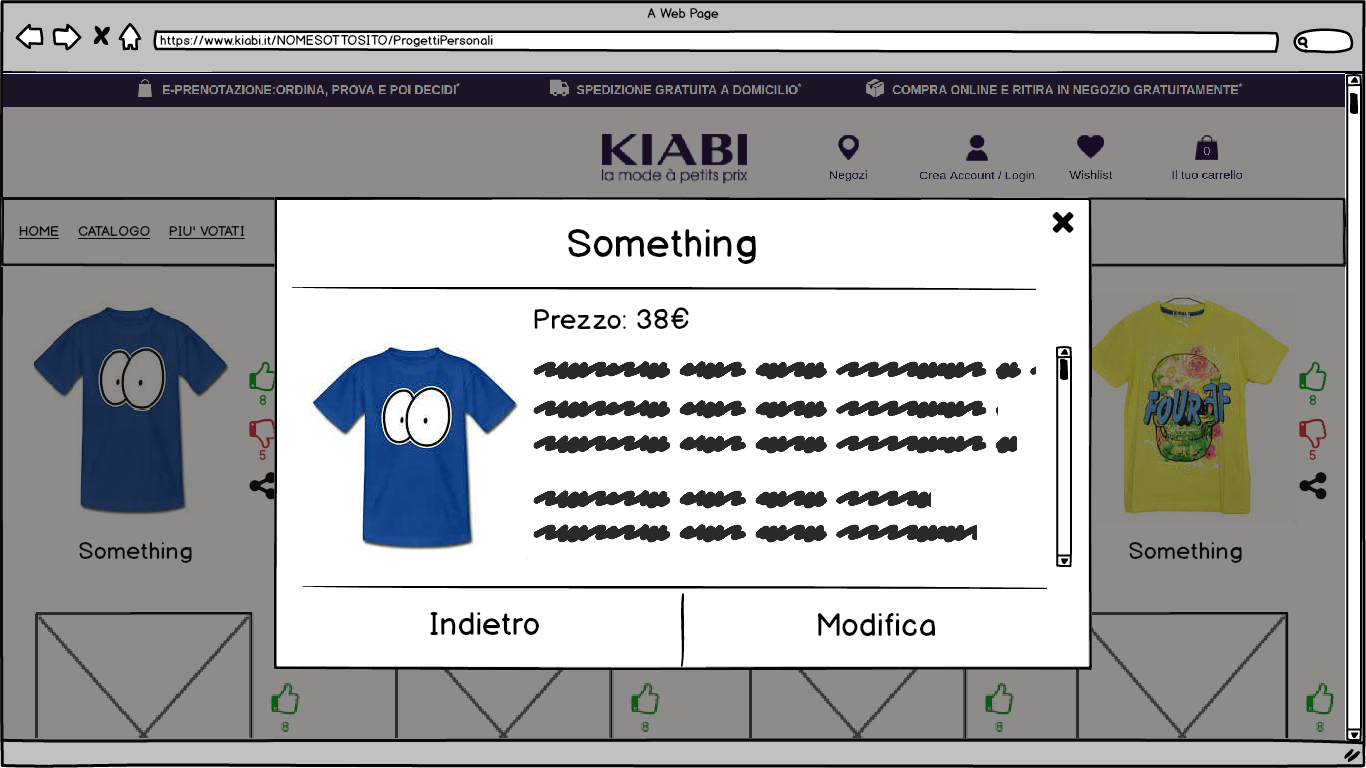 A Web Page
https://www.kiabi.it/NOMESOTTOSITO/ProgettiPersonali
E-PRENOTAZIONE:ORDINA, PROVA E POI DECIDI*
SPEDIZIONE GRATUITA A DOMICILIO*
COMPRA ONLINE E RITIRA IN NEGOZIO GRATUITAMENTE*
KIABI
la mode à petits prix
Negozi
Crea Account / Login
Wishlist
0
Il tuo carrello
HOME
CATALOGO
PIU' VOTATI
Something
Prezzo: 38€
Indietro
Modifica
8
5
Something
FOUR FF
8
5
Something
8
8
8
8